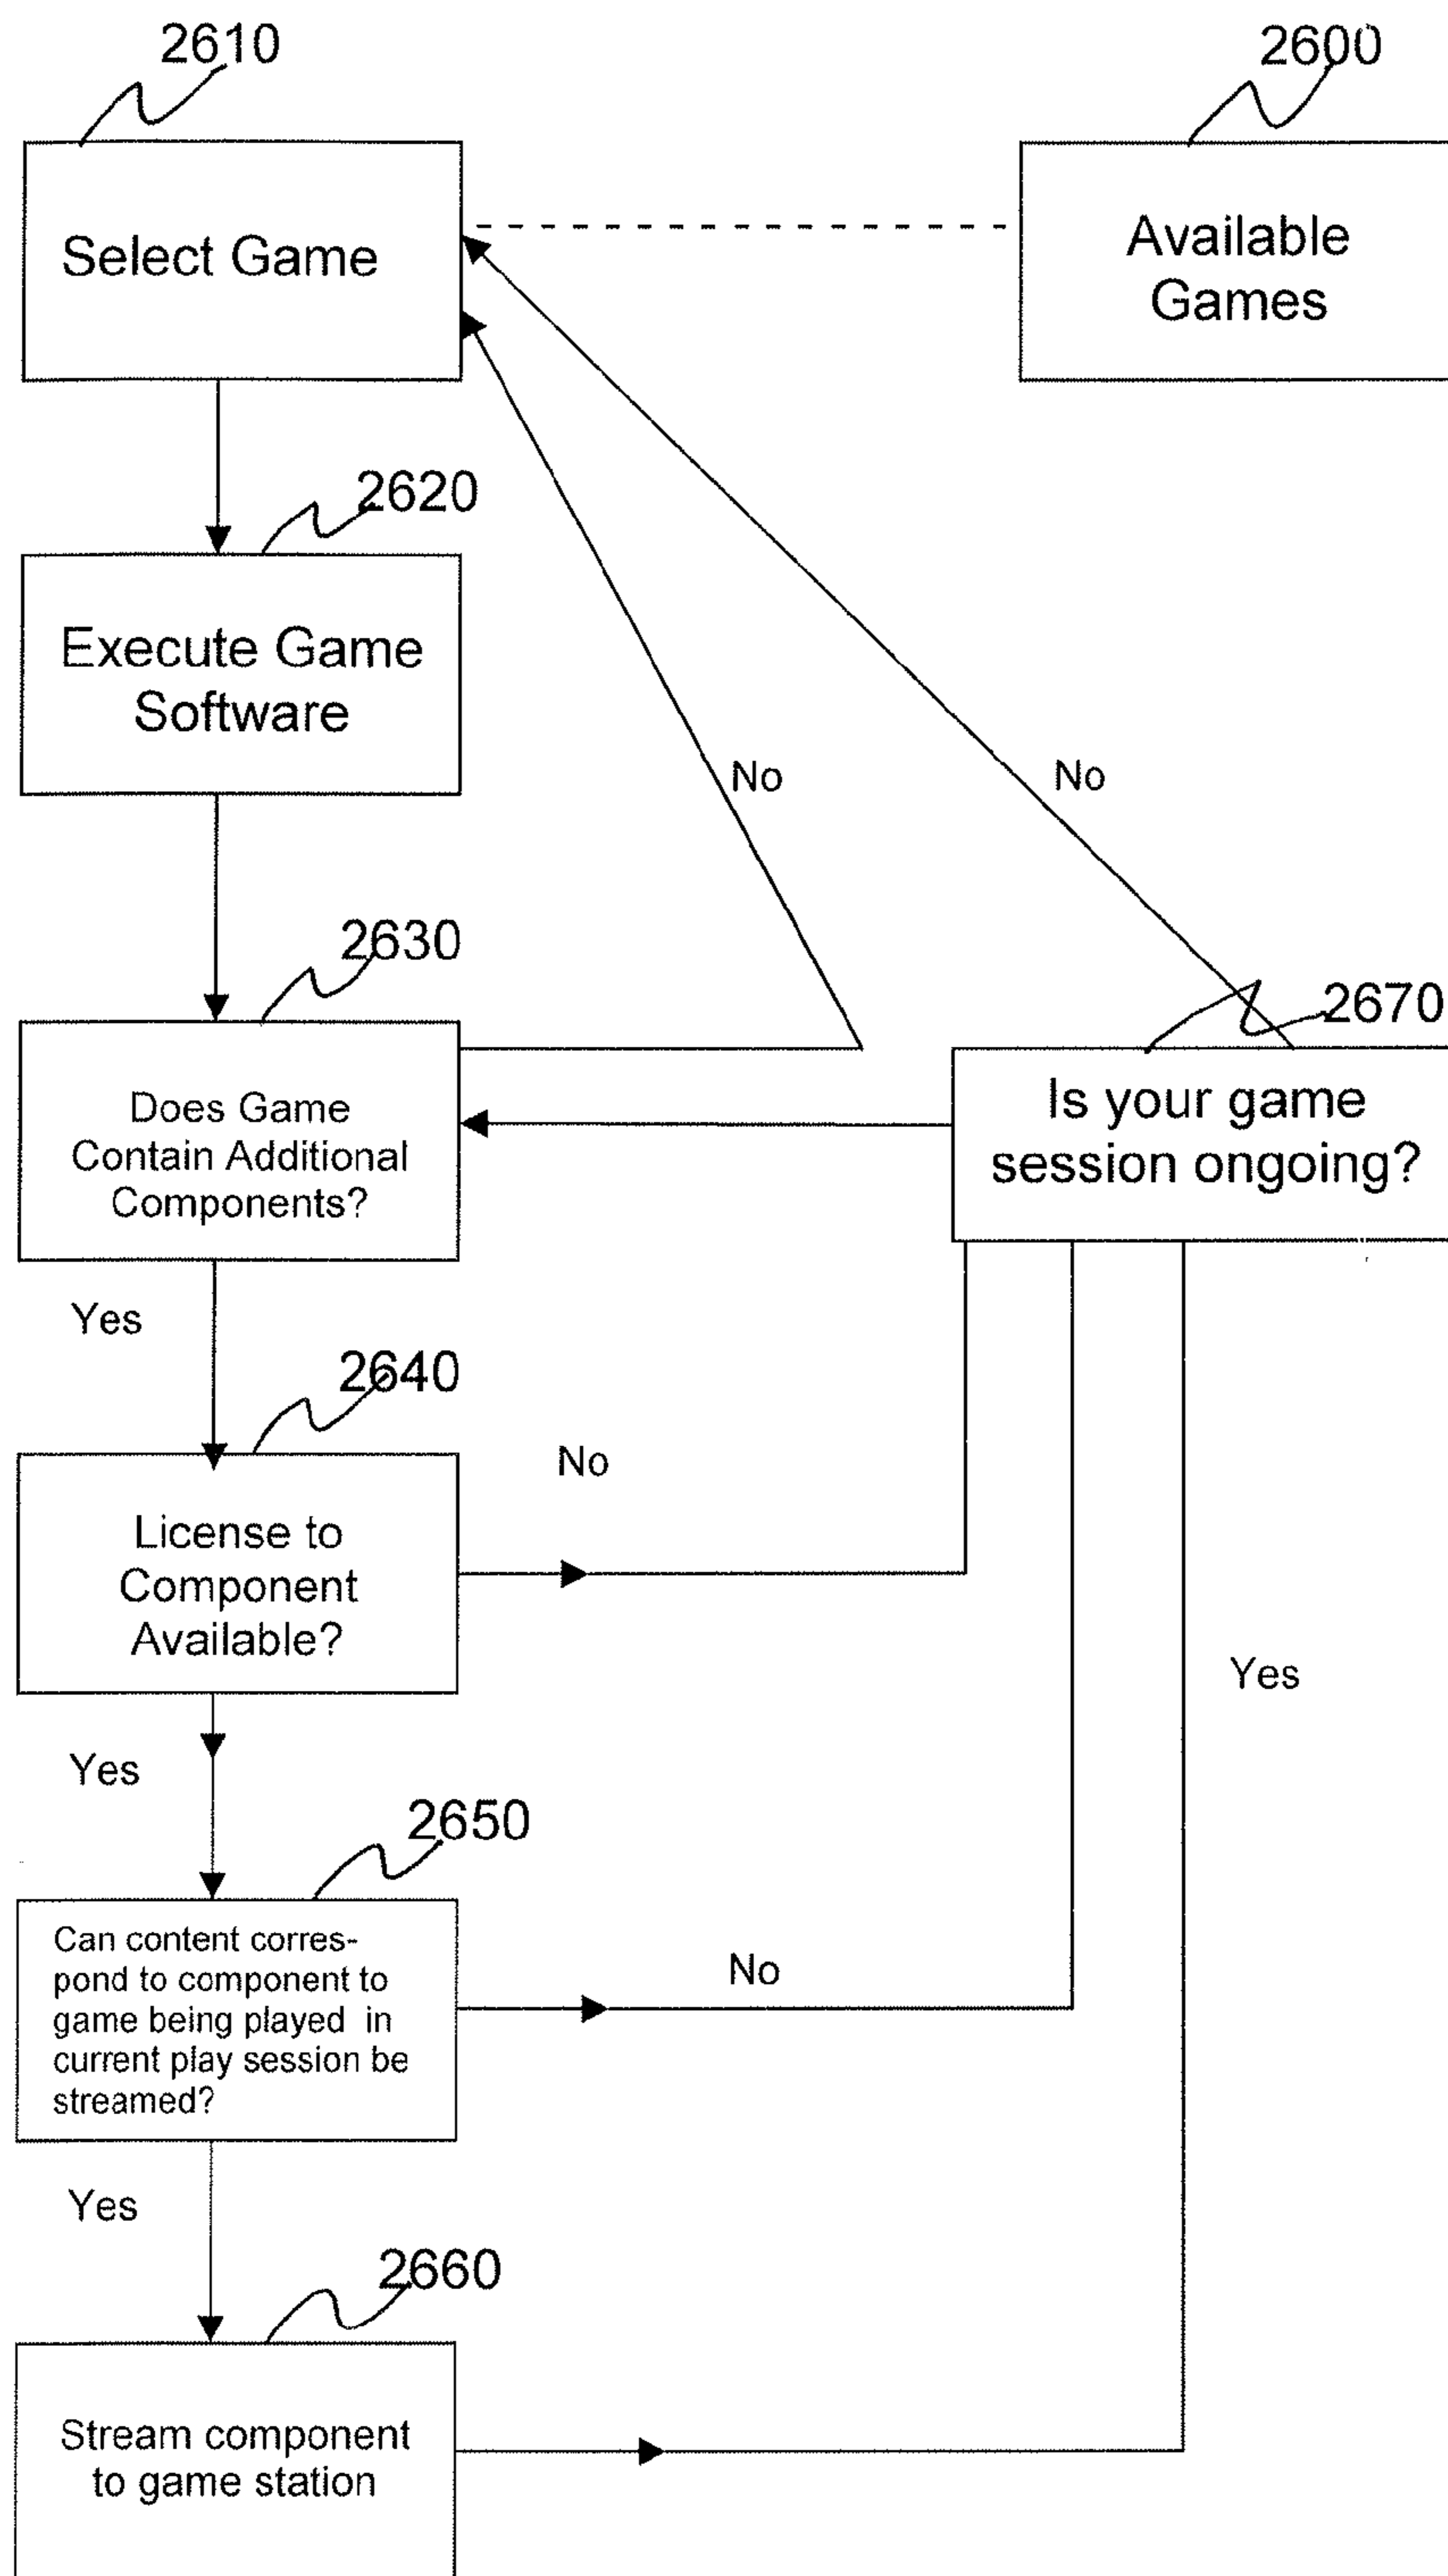 2610
2600
Select Game
Available
Games
2620
Execute Game
Software
No
No
2630
2670
Does Game
Contain Additional
Components?
Is your game
session ongoing?
Yes
2640
No
License to
Component
Available?
Yes
Yes
2650
Can content corres-
pond to component to
game being played in
current play session be
streamed?
No
Yes
2660
Stream component
to game station